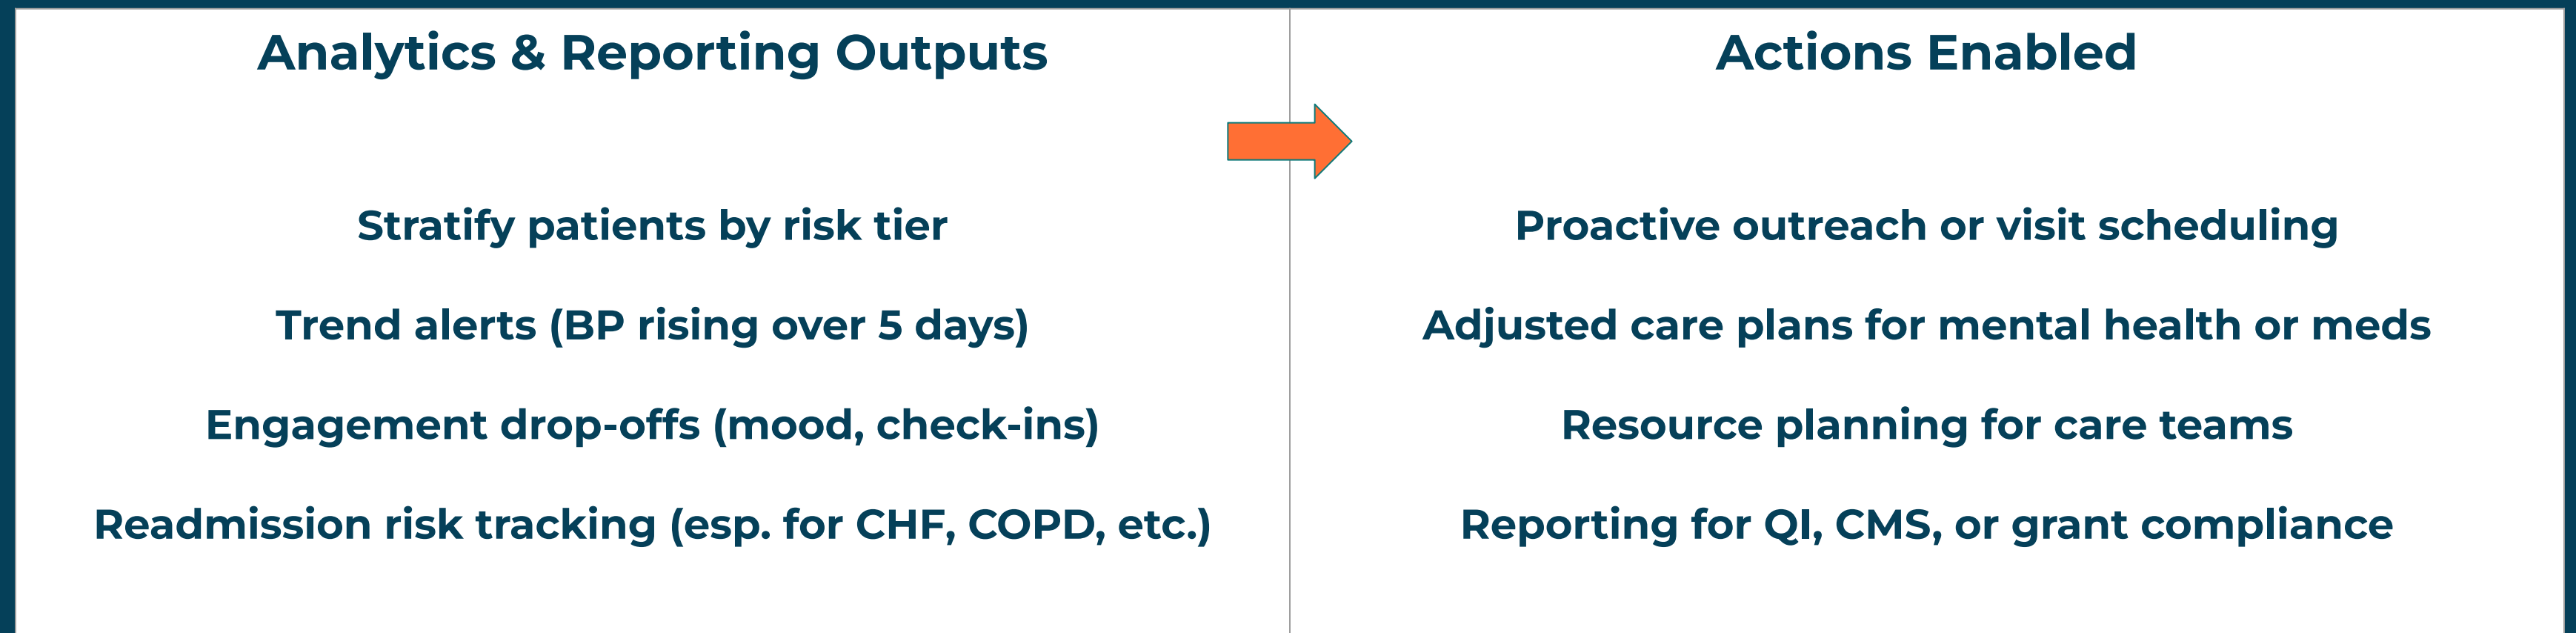 Analytics & Reporting Outputs
Stratify patients by risk tier
Trend alerts (BP rising over 5 days)
Engagement drop-offs (mood, check-ins)
Readmission risk tracking (esp. for CHF, COPD, etc.)
Actions Enabled
Proactive outreach or visit scheduling
Adjusted care plans for mental health or meds
Resource planning for care teams
Reporting for QI, CMS, or grant compliance